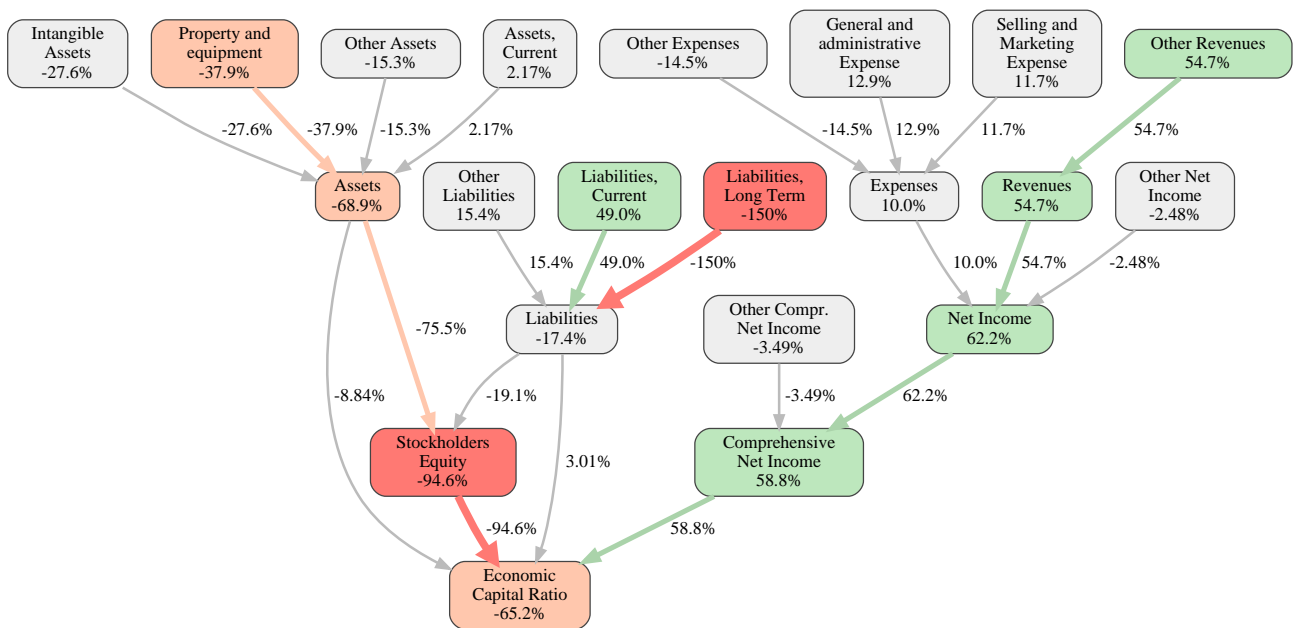 Intangible
Assets
-27.6%
Property and
equipment
-37.9%
Other Assets
-15.3%
Assets,
Current
2.17%
Other Expenses
-14.5%
General and
administrative
Expense
12.9%
Selling and
Marketing
Expense
11.7%
Other Revenues
54.7%
-27.6%
-37.9%
-15.3%
2.17%
-14.5%
12.9%
11.7%
54.7%
Assets
-68.9%
Other
Liabilities
15.4%
Liabilities,
Current
49.0%
Liabilities,
Long Term
-150%
Expenses
10.0%
Revenues
54.7%
Other Net
Income
-2.48%
15.4%
49.0%
-150%
10.0%
54.7%
-2.48%
Liabilities
-17.4%
Other Compr.
Net Income
-3.49%
Net Income
62.2%
-75.5%
-8.84%
-19.1%
-3.49%
62.2%
Stockholders
Equity
-94.6%
3.01%
Comprehensive
Net Income
58.8%
-94.6%
58.8%
Economic
Capital Ratio
-65.2%